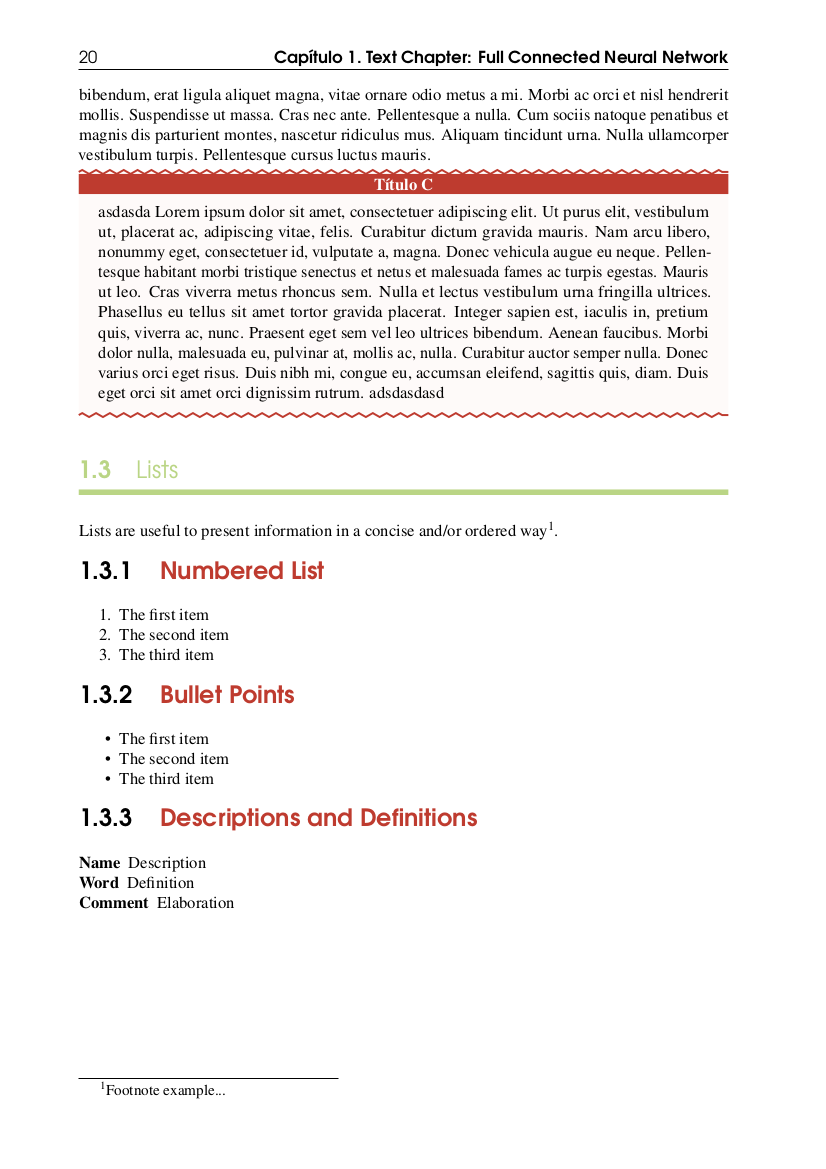 20 Capítulo 1. Text Chapter: Full Connected Neural Network
bibendum, erat ligula aliquet magna, vitae ornare odio metus a mi. Morbi ac orci et nisl hendrerit
mollis. Suspendisse ut massa. Cras nec ante. Pellentesque a nulla. Cum sociis natoque penatibus et
magnis dis parturient montes, nascetur ridiculus mus. Aliquam tincidunt urna. Nulla ullamcorper
vestibulum turpis. Pellentesque cursus luctus mauris.
Título C
asdasda Lorem ipsum dolor sit amet, consectetuer adipiscing elit. Ut purus elit, vestibulum
ut, placerat ac, adipiscing vitae, felis. Curabitur dictum gravida mauris. Nam arcu libero,
nonummy eget, consectetuer id, vulputate a, magna. Donec vehicula augue eu neque. Pellen-
tesque habitant morbi tristique senectus et netus et malesuada fames ac turpis egestas. Mauris
ut leo. Cras viverra metus rhoncus sem. Nulla et lectus vestibulum urna fringilla ultrices.
Phasellus eu tellus sit amet tortor gravida placerat. Integer sapien est, iaculis in, pretium
quis, viverra ac, nunc. Praesent eget sem vel leo ultrices bibendum. Aenean faucibus. Morbi
dolor nulla, malesuada eu, pulvinar at, mollis ac, nulla. Curabitur auctor semper nulla. Donec
varius orci eget risus. Duis nibh mi, congue eu, accumsan eleifend, sagittis quis, diam. Duis
eget orci sit amet orci dignissim rutrum. adsdasdasd
1.3 Lists
Lists are useful to present information in a concise and/or ordered way1.
1.3.1 Numbered List
1. The first item
2. The second item
3. The third item
1.3.2 Bullet Points
• The first item
• The second item
• The third item
1.3.3 Descriptions and Definitions
Name Description
Word Definition
Comment Elaboration
1Footnote example...